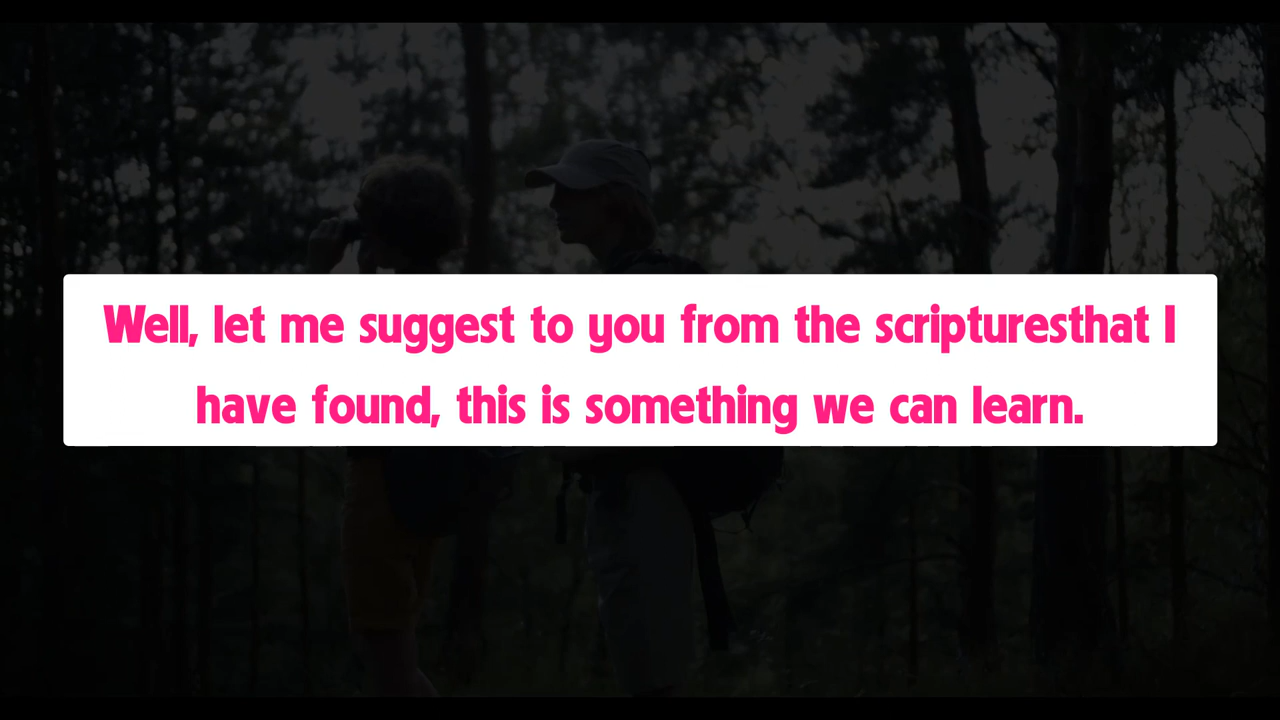 Well, let me suggest to you from the scripturesthat I
have found, this is something we can learn.